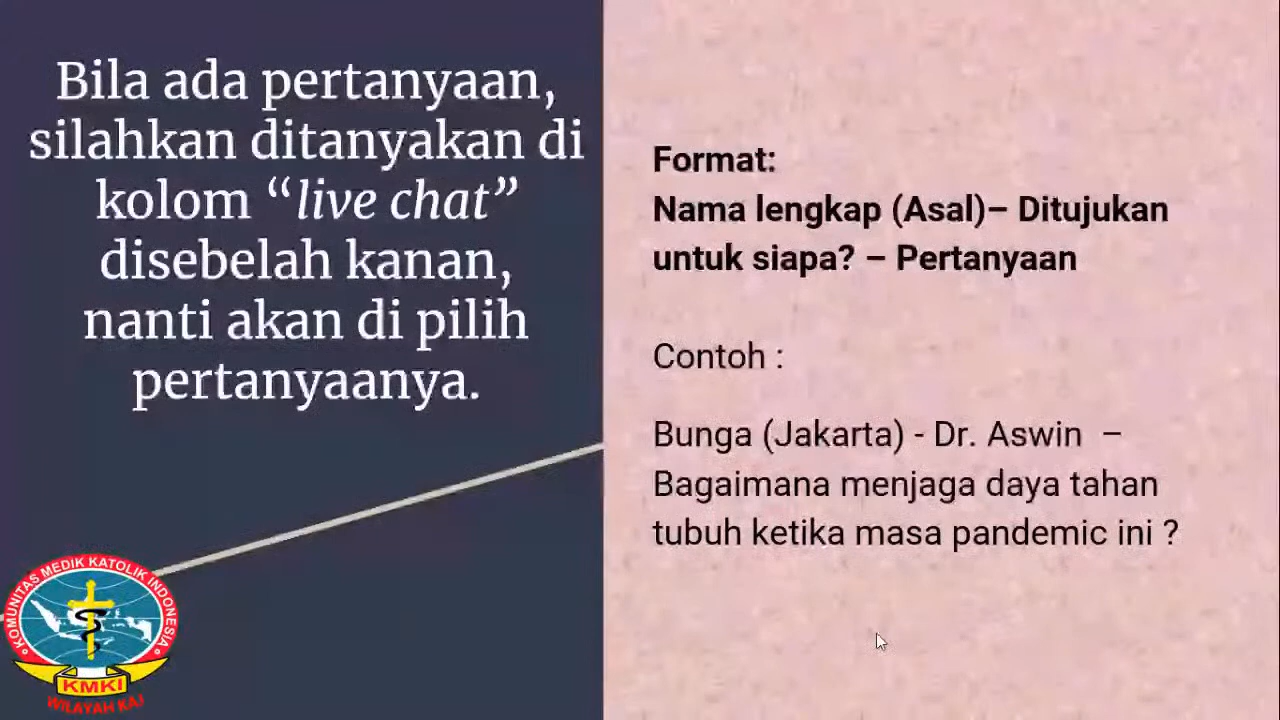 Bila ada pertanyaan,
silahkan ditanyakan di
kolom “live chat”
disebelah kanan,
nanti akan di pilih
pertanyaanya.
Format:
Nama lengkap (Asal)– Ditujukan
untuk siapa? – Pertanyaan
Contoh :
Bunga (Jakarta) - Dr. Aswin –
Bagaimana menjaga daya tahan
tubuh ketika masa pandemic ini ?
KOMUNITAS MEDIK KATOLIK INDONESIA
KMKI
WILAYAH KAJ